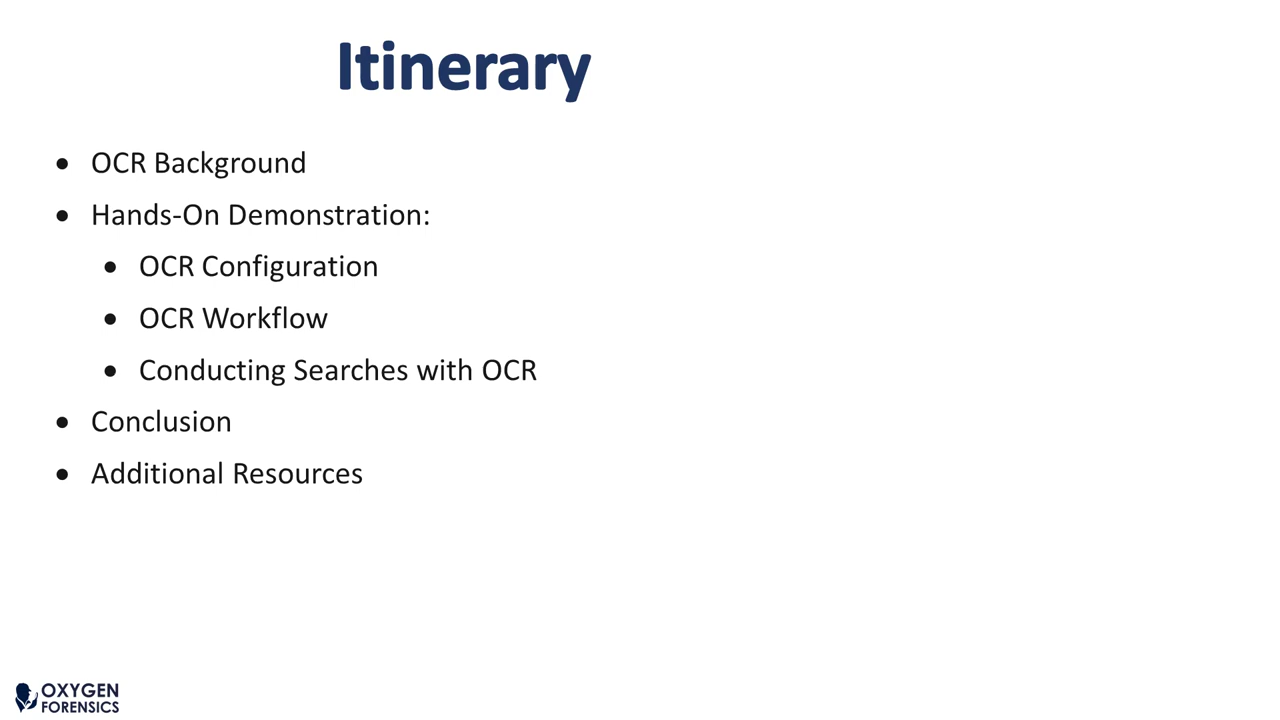 Itinerary
• OCR Background
• Hands-On Demonstration:
• OCR Configuration
• OCR Workflow
• Conducting Searches with OCR
• Conclusion
• Additional Resources
OXYGEN
FORENSICS